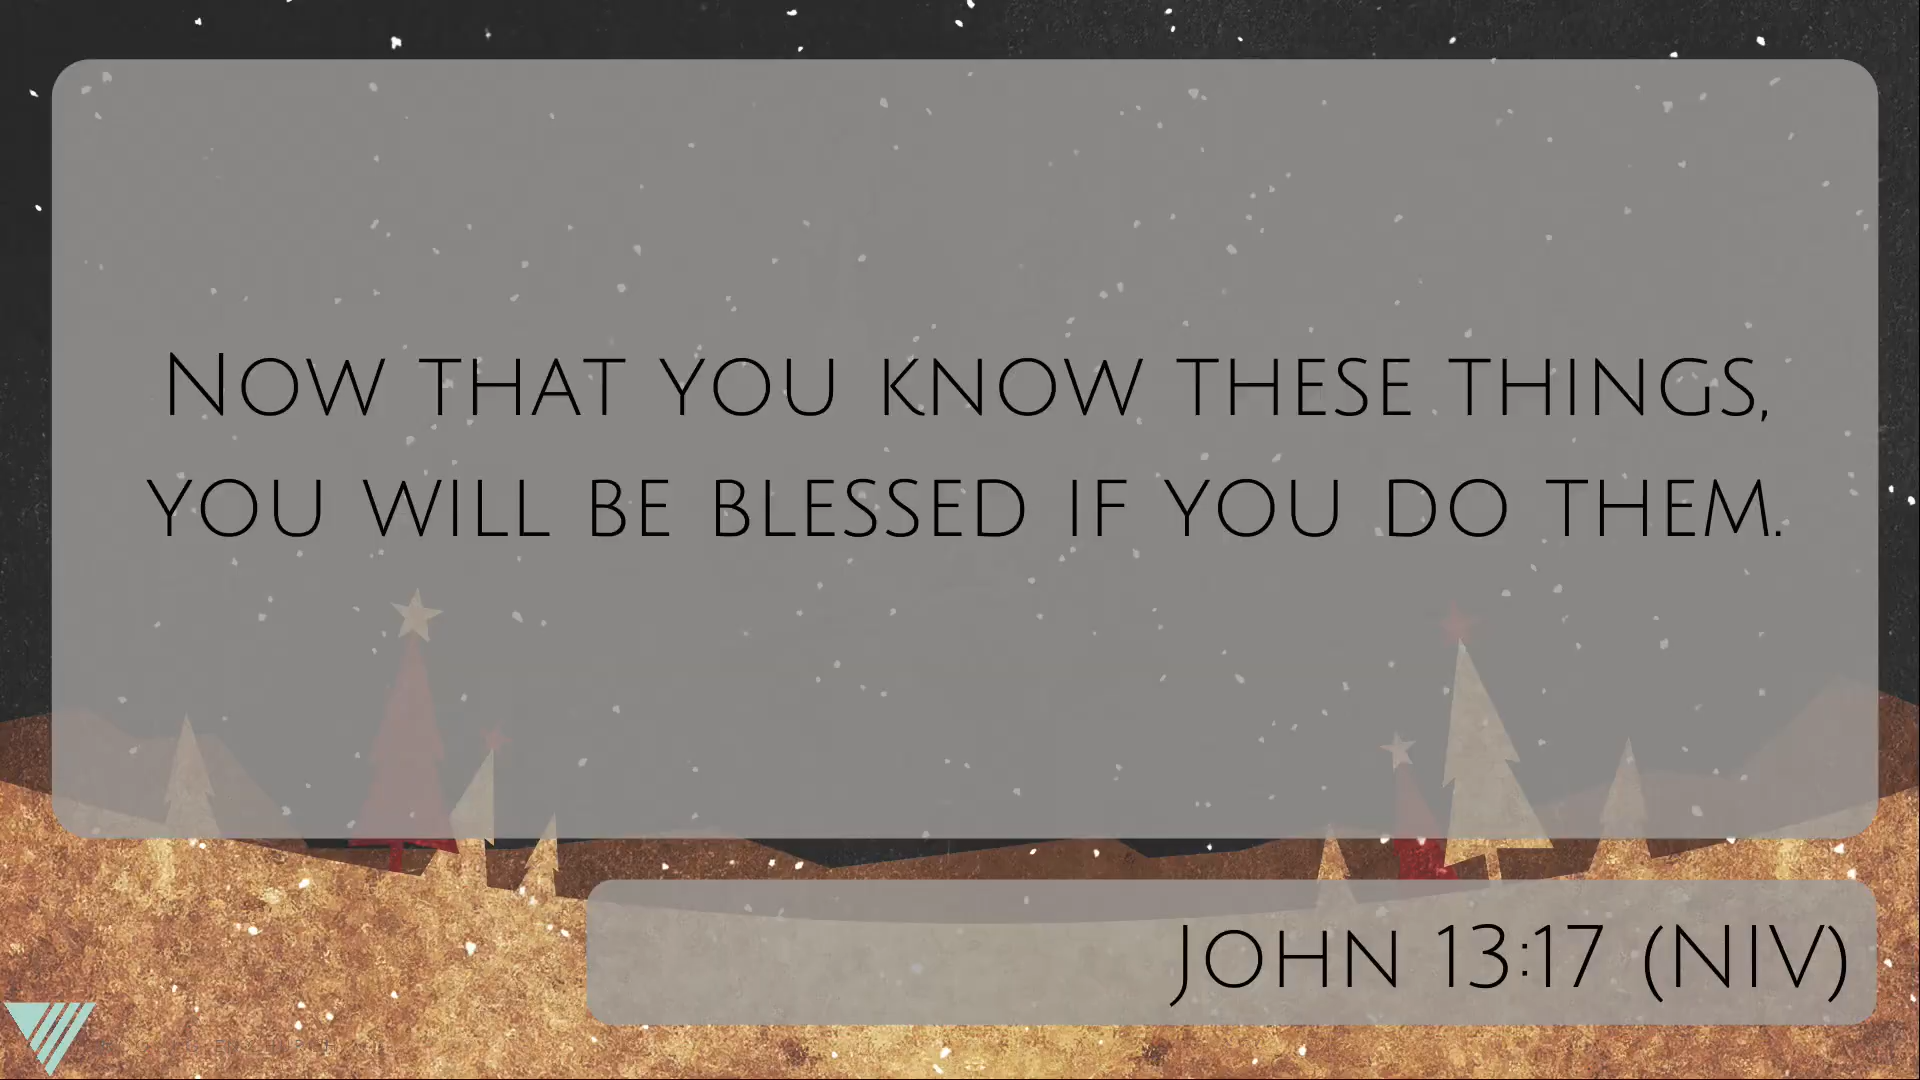 Now that you know these things,
you will be blessed if you do them.
John 13:17 (NIV)